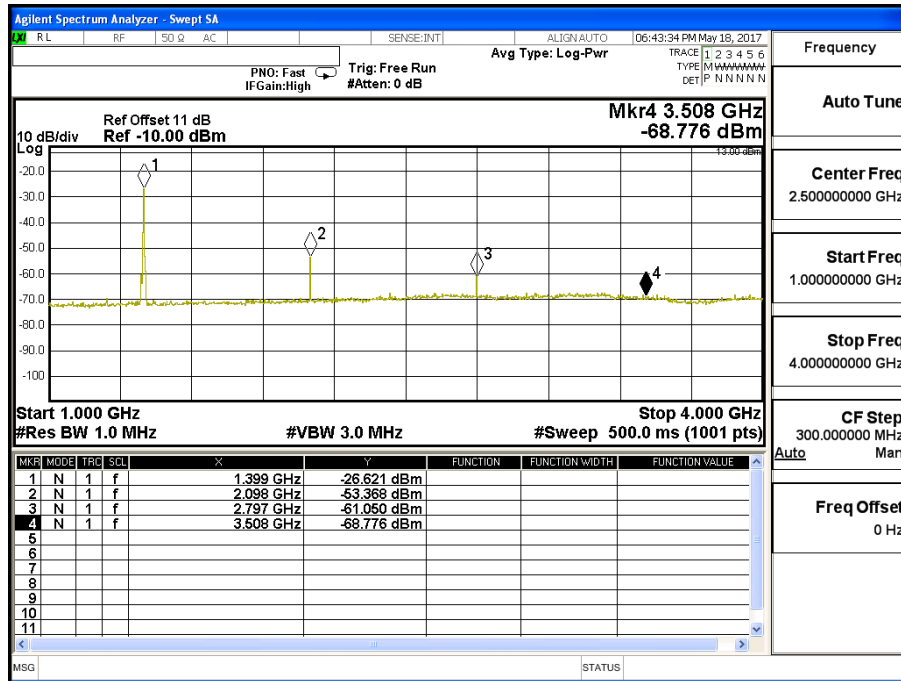 Agilent Spectrum Analyzer - Swept SA
LXI RL RF 50 Ω AC SENSE:INT ALIGN AUTO 06:43:34 PM May 18, 2017
Avg Type: Log-Pwr
TRACE 1 2 3 4 5 6
TYPE MWWWWW
DET P N N N N N
PNO: Fast
IFGain:High
Trig: Free Run
#Atten: 0 dB
Mkr4 3.508 GHz
-68.776 dBm
Ref Offset 11 dB
Ref -10.00 dBm
10 dB/div
Log
13.00 dBm
-20.0
-30.0
-40.0
-50.0
-60.0
-70.0
-80.0
-90.0
-100
1
2
3
4
Start 1.000 GHz
Stop 4.000 GHz
#Res BW 1.0 MHz
#VBW 3.0 MHz
#Sweep 500.0 ms (1001 pts)
MKR MODE TRC SCL X Y FUNCTION FUNCTION WIDTH FUNCTION VALUE
1 N 1 f 1.399 GHz -26.621 dBm
2 N 1 f 2.098 GHz -53.368 dBm
3 N 1 f 2.797 GHz -61.050 dBm
4 N 1 f 3.508 GHz -68.776 dBm
5
6
7
8
9
10
11
MSG
STATUS
Frequency
Auto Tune
Center Freq
2.500000000 GHz
Start Freq
1.000000000 GHz
Stop Freq
4.000000000 GHz
CF Step
300.000000 MHz
Auto Man
Freq Offset
0 Hz